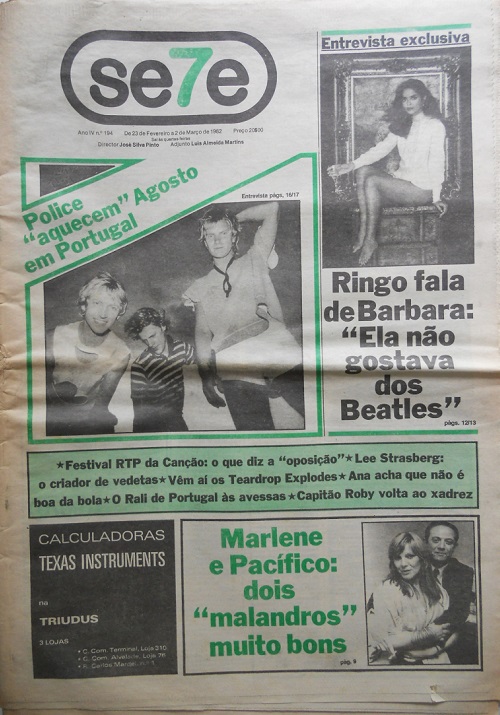 se7e
Ano IV n.º 194 De 23 de Fevereiro a 2 de Março de 1982 Preço 20$00
Director José Silva Pinto Adjunto Luís Almeida Martins
Entrevista exclusiva
Police
"aquecem" Agosto
em Portugal
Entrevista págs. 16/17
Ringo fala
de Barbara:
"Ela não
gostava
dos
Beatles"
págs. 12/13
★Festival RTP da Canção: o que diz a "oposição"★Lee Strasberg:
o criador de vedetas★Vêm aí os Teardrop Explodes★Ana acha que não é
boa da bola★O Rali de Portugal às avessas★Capitão Roby volta ao xadrez
CALCULADORAS
TEXAS INSTRUMENTS
na
TRIUDUS
3 LOJAS
• C. Com. Terminal, Loja 310
• C. Com. Alvalade, Loja 76
Marlene
e Pacífico:
dois
"malandros"
muito bons